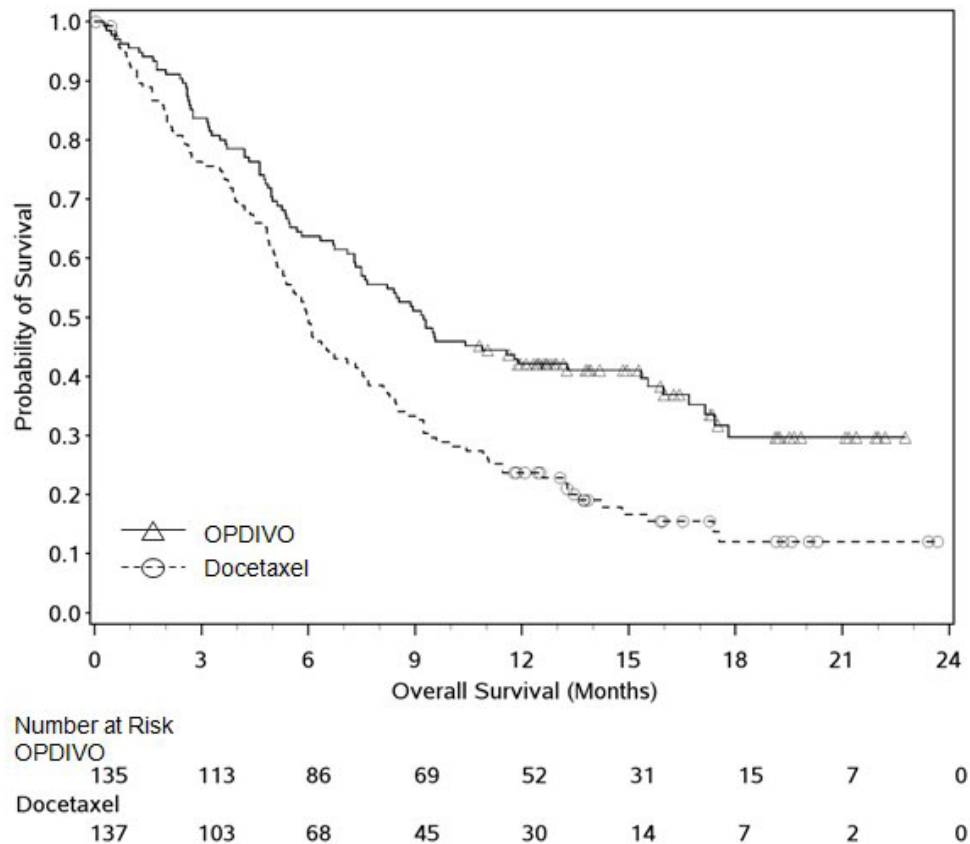 1.0
0.9
0.8
0.7
0.6
0.5
0.4
0.3
0.2
0.1
0.0
Probability of Survival
OPDIVO
Docetaxel
0 3 6 9 12 15 18 21 24
Overall Survival (Months)
Number at Risk
OPDIVO
135 113 86 69 52 31 15 7 0
Docetaxel
137 103 68 45 30 14 7 2 0